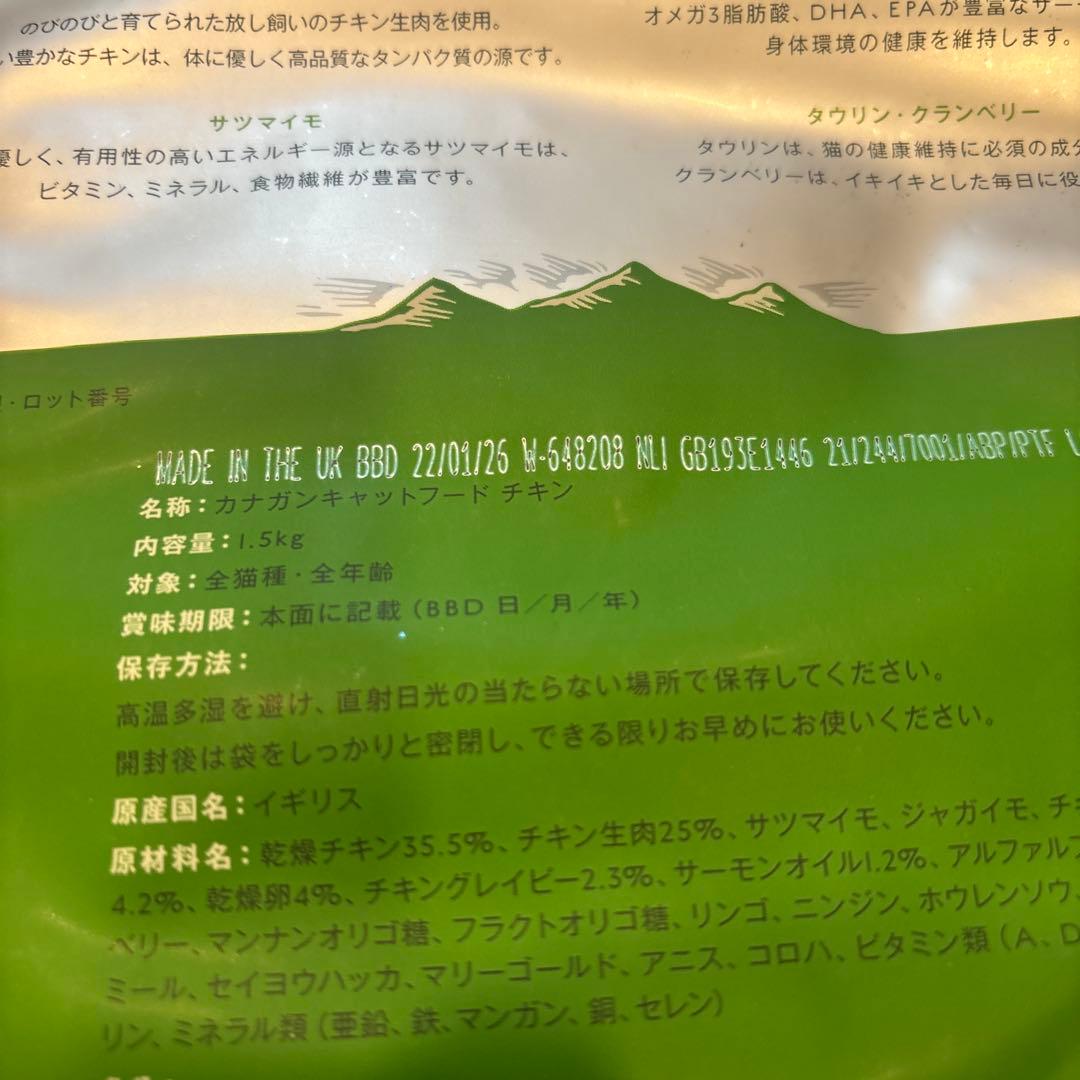 のびのびと育てられた放し飼いのチキン生肉を使用。
い豊かなチキンは、体に優しく高品質なタンパク質の源です。
オメガ3脂肪酸、DHA、EPAが豊富なサー
身体環境の健康を維持します。
サツマイモ
優しく、有用性の高いエネルギー源となるサツマイモは、
ビタミン、ミネラル、食物繊維が豊富です。
タウリン・クランベリー
タウリンは、猫の健康維持に必須の成分
クランベリーは、イキイキとした毎日に役
・ロット番号
MADE IN THE UK BBD 22/01/26 W-648208 NLI GB193E1446 21/244/7001/ABP/PTF
名称：カナガンキャットフード チキン
内容量：1.5kg
対象：全猫種・全年齢
賞味期限：本面に記載（BBD 日／月／年）
保存方法：
高温多湿を避け、直射日光の当たらない場所で保存してください。
開封後は袋をしっかりと密閉し、できる限りお早めにお使いください。
原産国名：イギリス
原材料名：乾燥チキン35.5%、チキン生肉25%、サツマイモ、ジャガイモ、チキ
4.2%、乾燥卵4%、チキングレイビー2.3%、サーモンオイル1.2%、アルファルフ
ベリー、マンナンオリゴ糖、フラクトオリゴ糖、リンゴ、ニンジン、ホウレンソウ、
ミール、セイヨウハッカ、マリーゴールド、アニス、コロハ、ビタミン類（A、D
リン、ミネラル類（亜鉛、鉄、マンガン、銅、セレン）